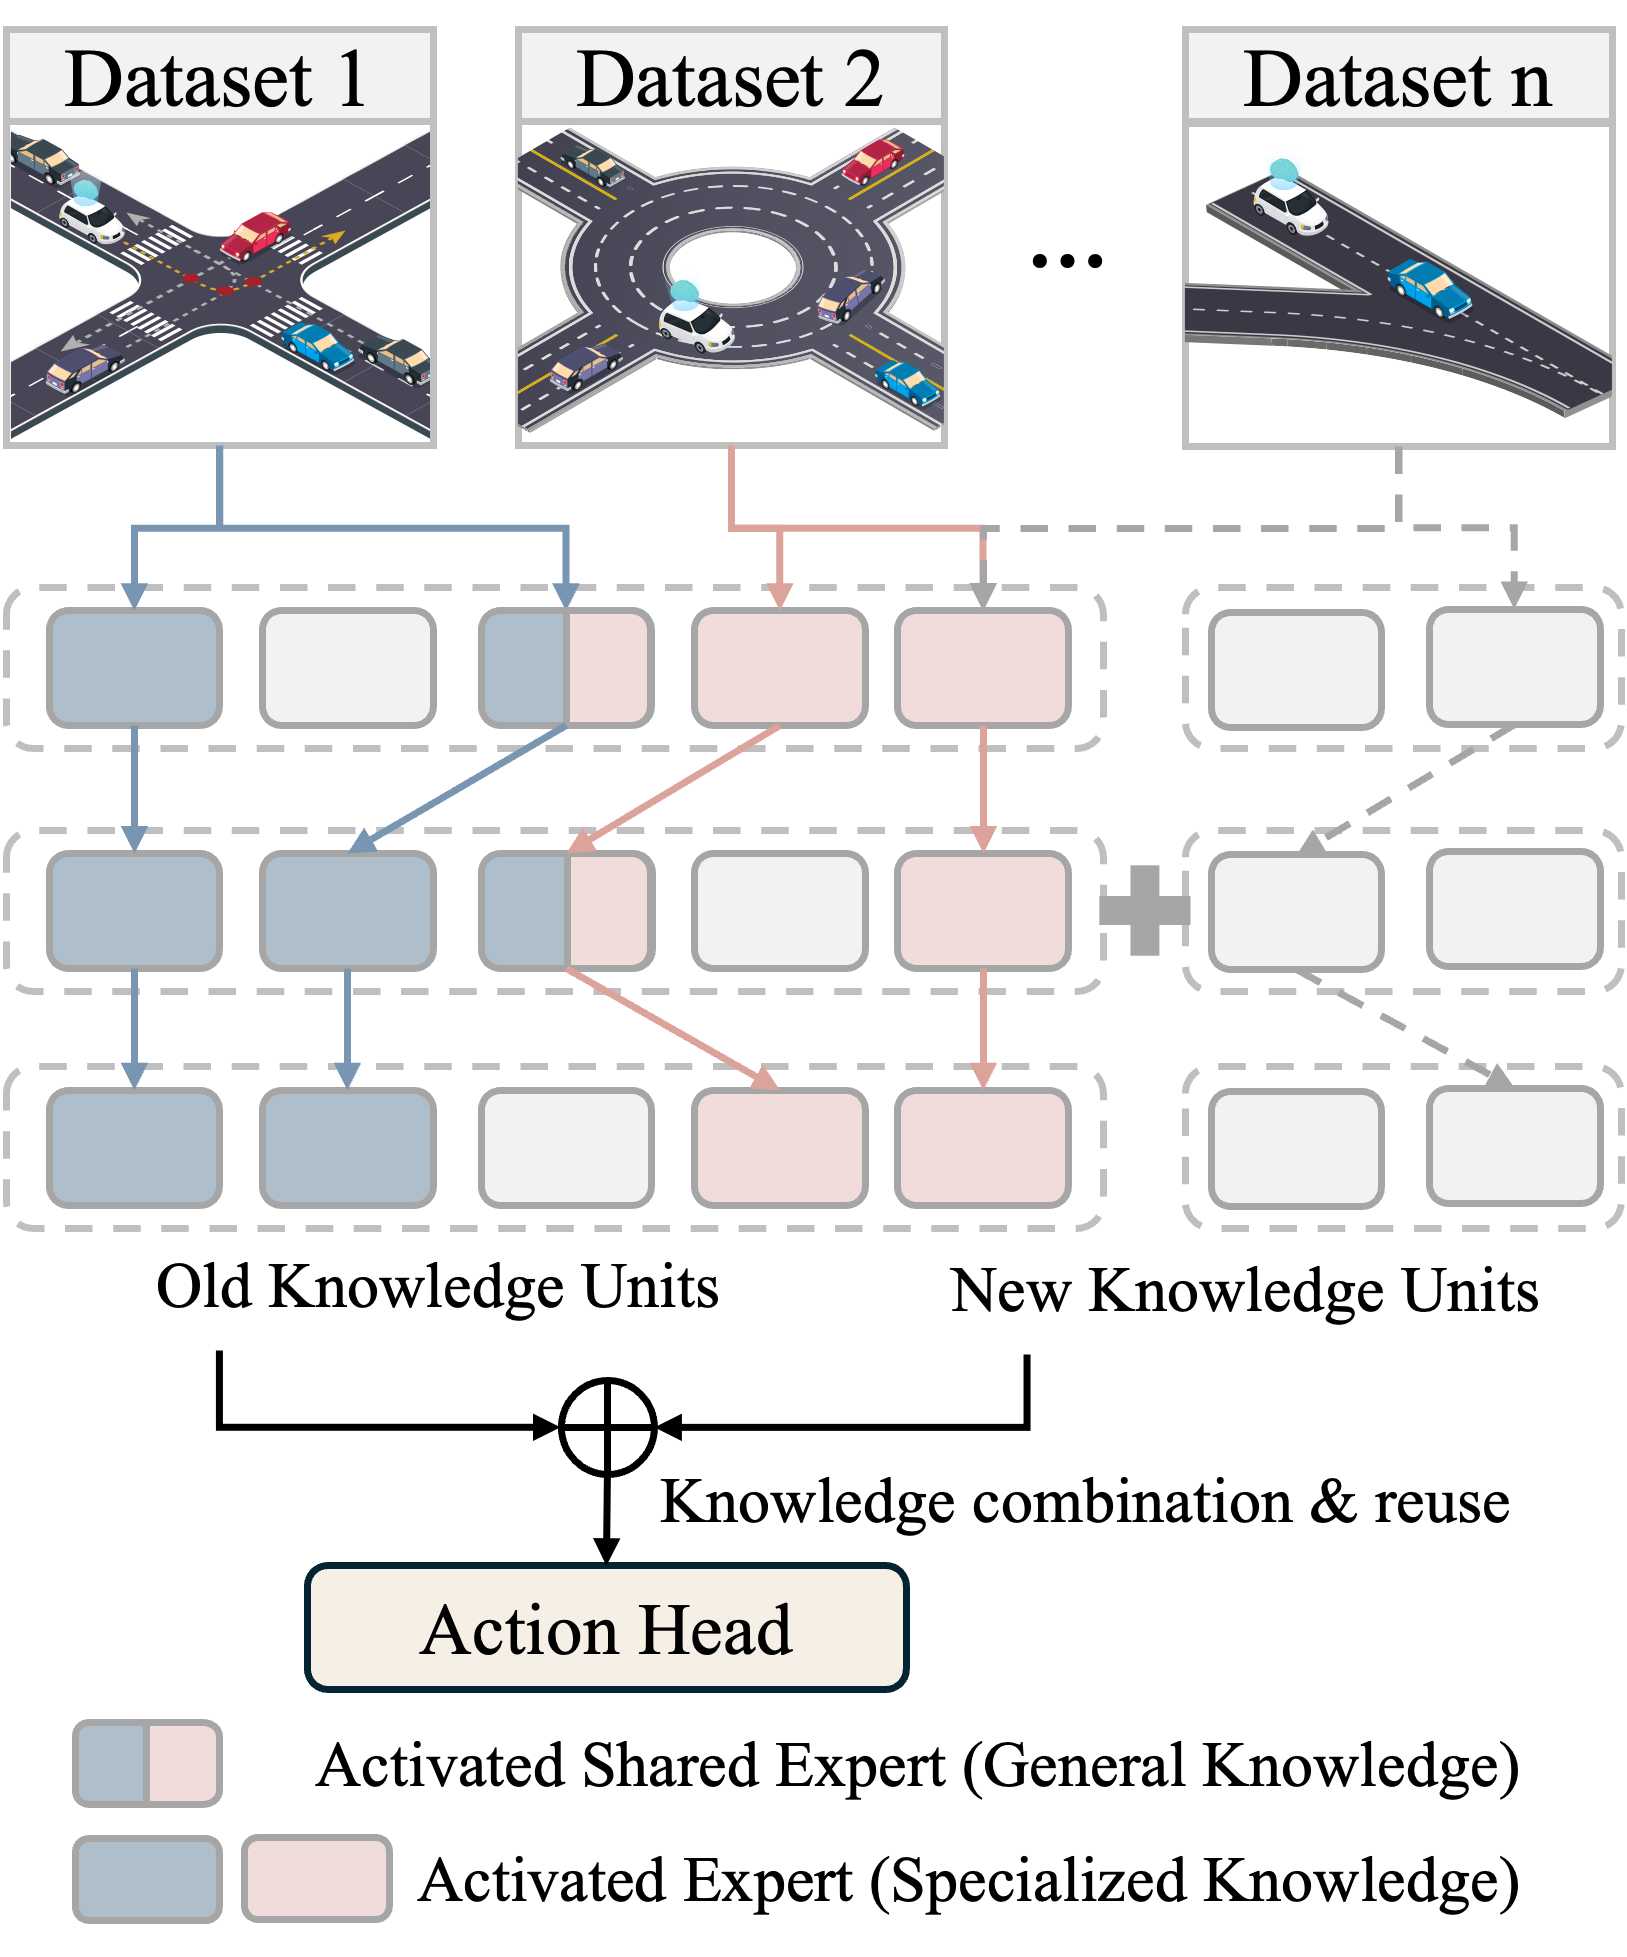 Dataset 1
Dataset 2
...
Dataset n
Old Knowledge Units
New Knowledge Units
Knowledge combination & reuse
Action Head
Activated Shared Expert (General Knowledge)
Activated Expert (Specialized Knowledge)